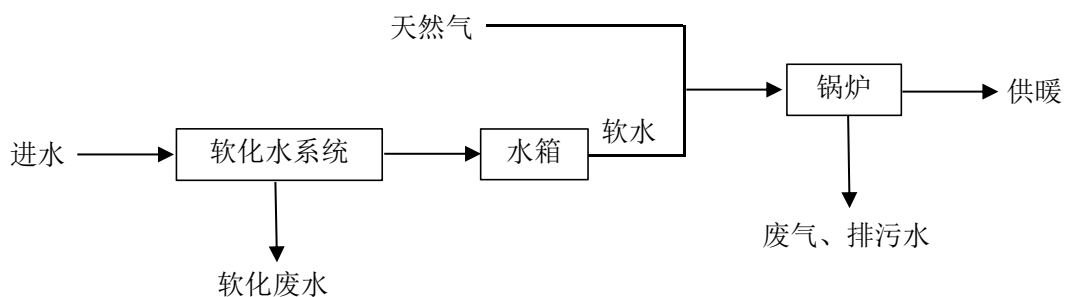 天然气
锅炉
供暖
软水
进水
软化水系统
水箱
废气、排污水
软化废水